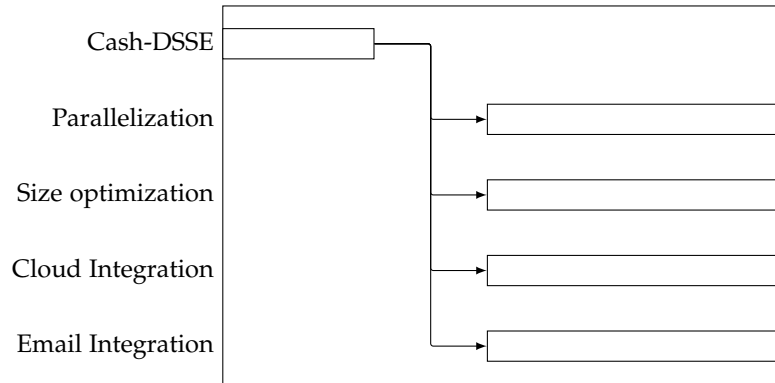 Cash-DSSE
Parallelization
Size optimization
Cloud Integration
Email Integration